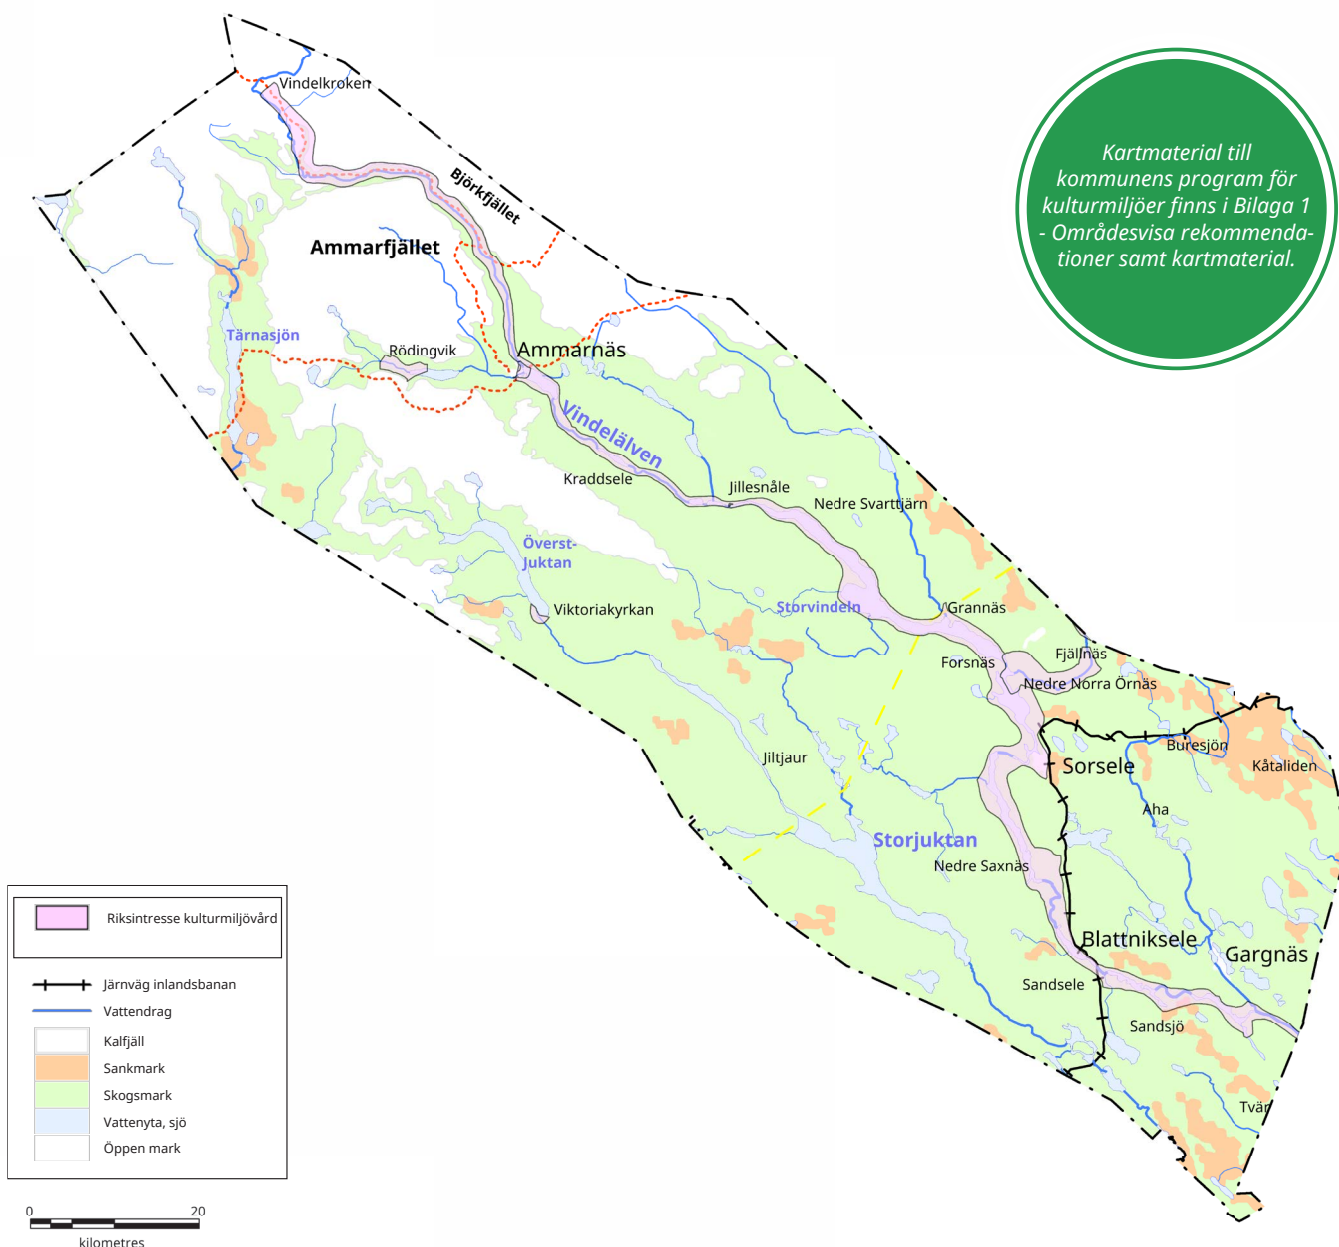 Vindelkroken
Björkfjället
Ammarfjället
Tärnasjön
Rödingvik
Ammarnäs
Vindelälven
Kraddsele
Jillesnåle
Nedre Svarttjärn
Överst-
Juktan
Viktoriakyrkan
Storvindeln
Grannäs
Forsnäs
Fjällnäs
Nedre Norra Örnäs
Buresjön
Jiltjaur
Sorsele
Kåtaliden
Aha
Storjuktan
Nedre Saxnäs
Blattniksele
Gargnäs
Sandsele
Sandsjö
Tvär
Kartmaterial till
kommunens program för
kulturmiljöer finns i Bilaga 1
- Områdesvisa rekommenda-
tioner samt kartmaterial.
Riksintresse kulturmiljövård
Järnväg inlandsbanan
Vattendrag
Kalfjäll
Sankmark
Skogsmark
Vattenyta, sjö
Öppen mark
0 20
kilometres